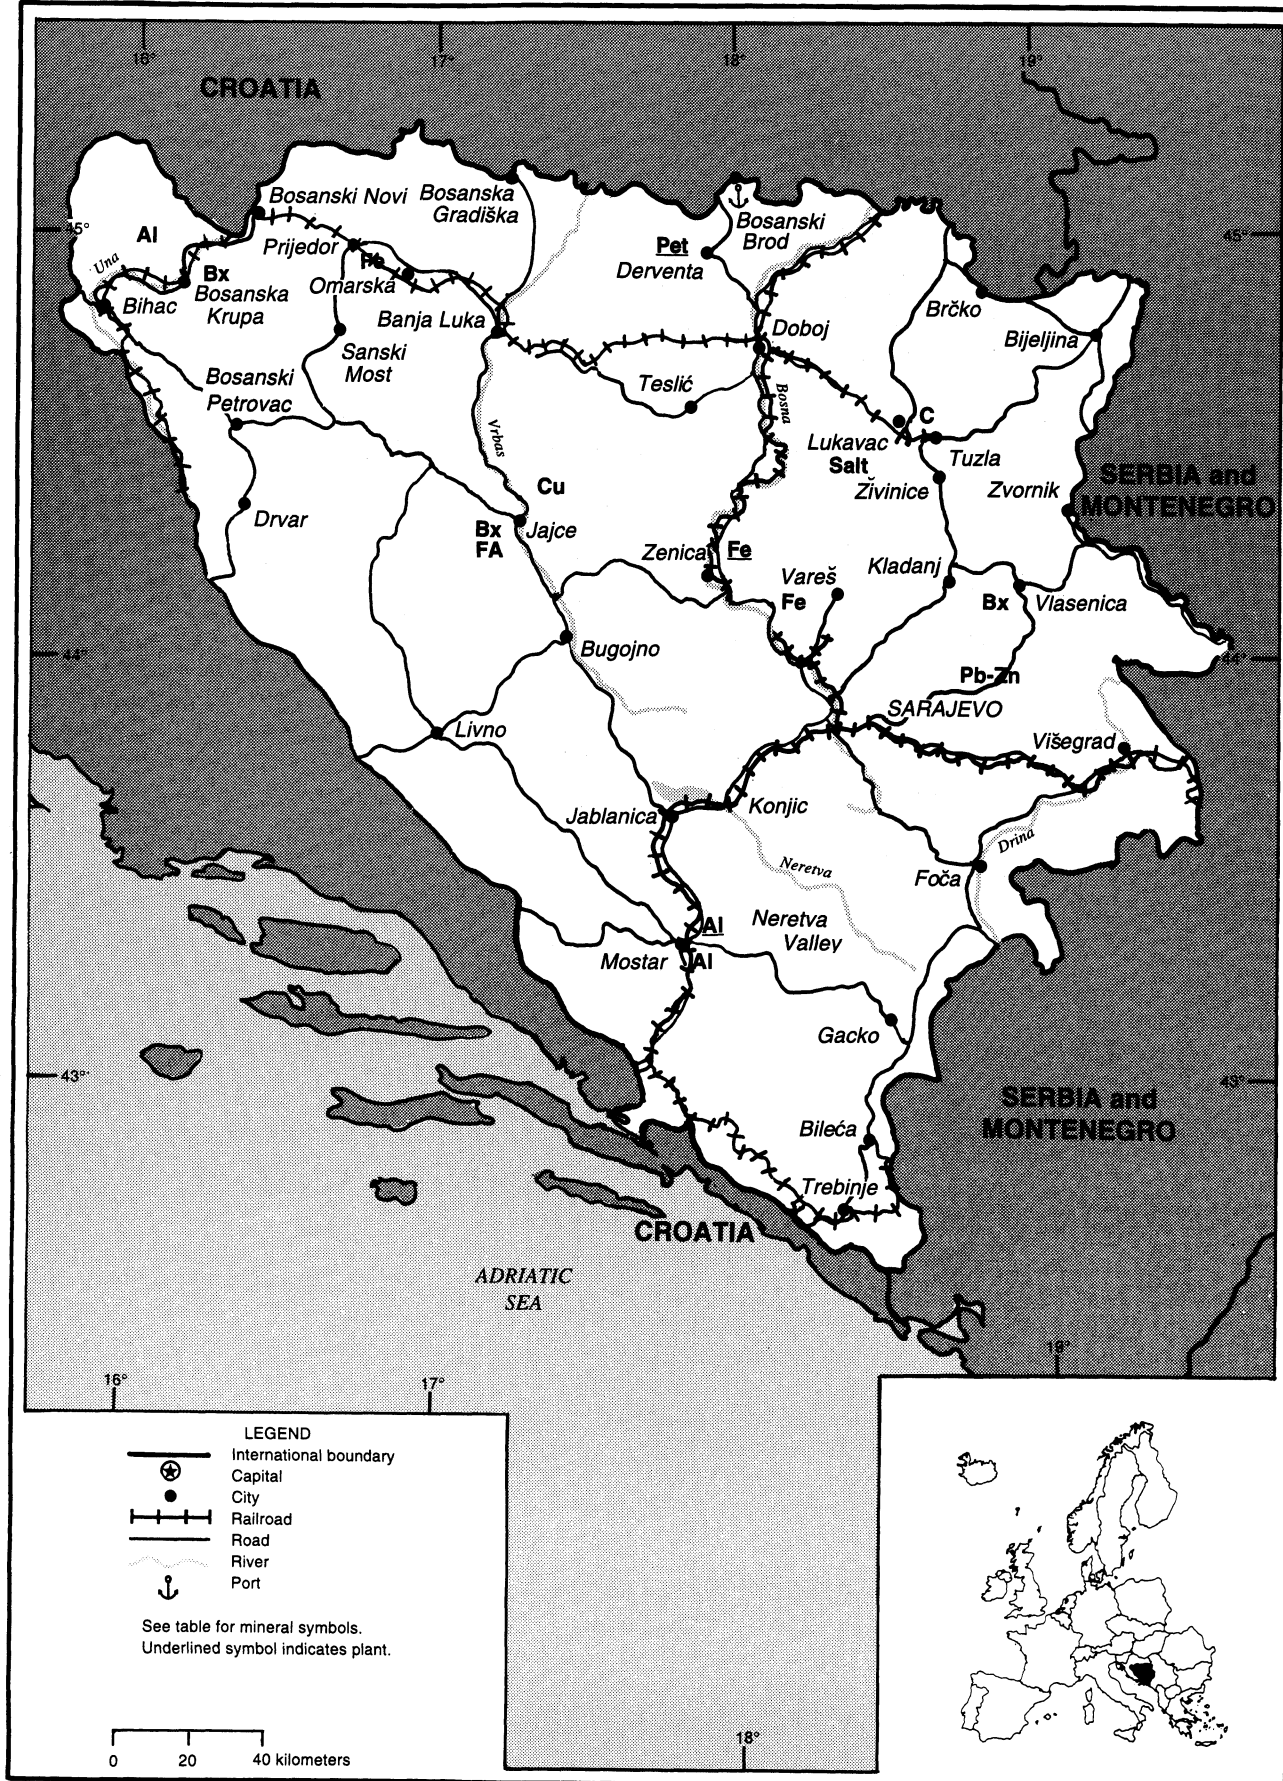 16°
17°
18°
19°
CROATIA
45°
45°
Bosanski Novi
Bosanska
Gradiška
Al
Prijedor
Pet
Derventa
Bosanski
Brod
Una
Bx
Fe
Omarska
Bihac
Bosanska
Krupa
Banja Luka
Doboj
Brčko
Bijeljina
Sanski
Most
Bosanski
Petrovac
Teslić
Bosna
Vrbas
C
Lukavac
Salt
Tuzla
Živinice
Zvornik
SERBIA and
MONTENEGRO
Drvar
Cu
Bx
FA
Jajce
Zenica
Fe
Vareš
Fe
Kladanj
Bx
Vlasenica
44°
44°
Bugojno
Pb-Zn
SARAJEVO
Livno
Višegrad
Jablanica
Konjic
Drina
Neretva
Foča
Al
Neretva
Valley
Mostar
Al
Gacko
43°
43°
SERBIA and
MONTENEGRO
Bileća
Trebinje
CROATIA
ADRIATIC
SEA
16°
17°
19°
18°
LEGEND
International boundary
Capital
City
Railroad
Road
River
Port
See table for mineral symbols.
Underlined symbol indicates plant.
0 20 40 kilometers